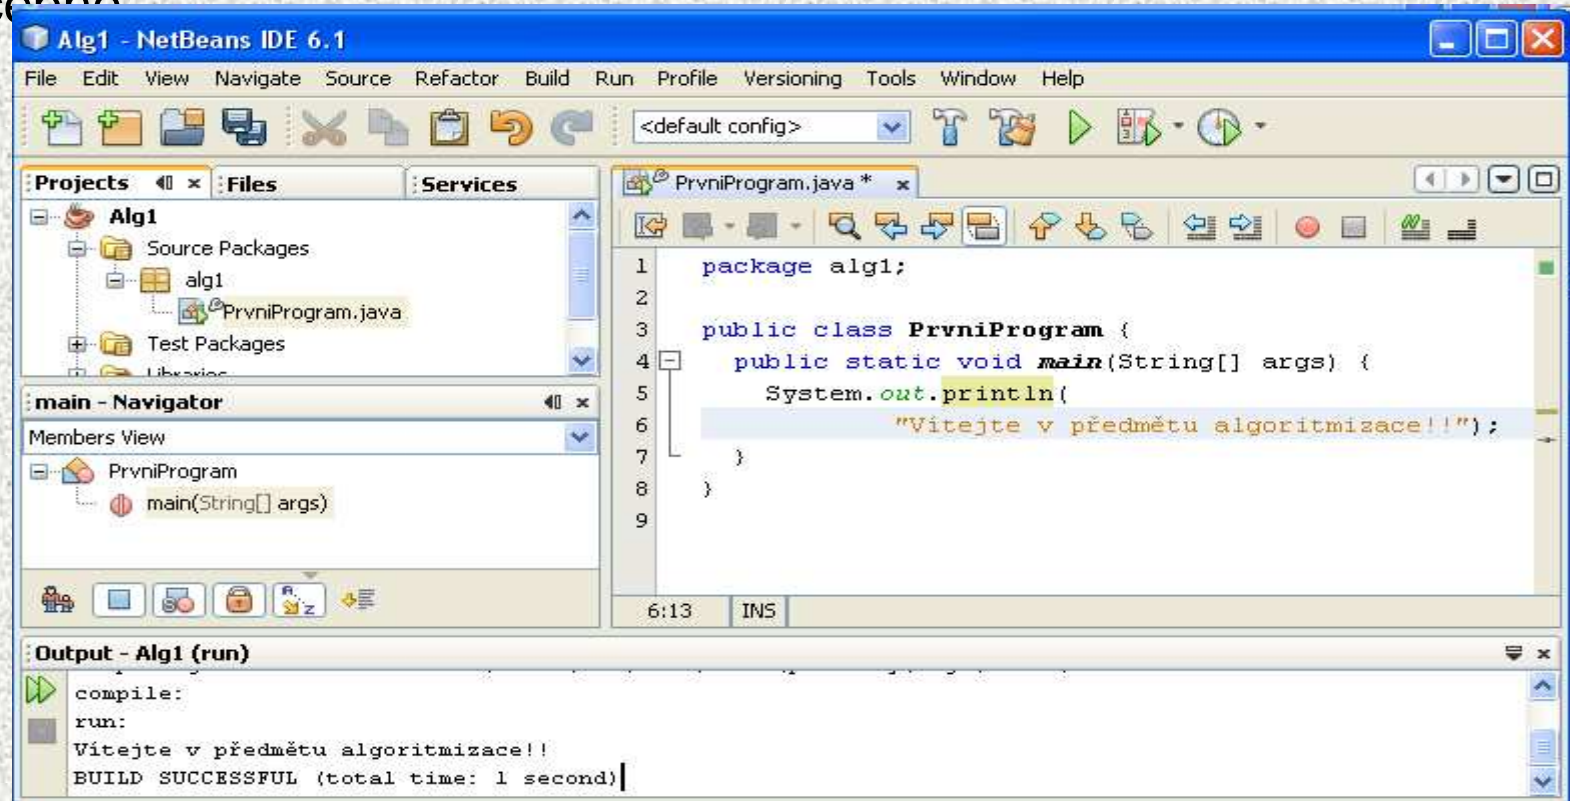 Alg1 - NetBeans IDE 6.1
File Edit View Navigate Source Refactor Build Run Profile Versioning Tools Window Help
<default config>
Projects Files Services
PrvniProgram.java *
Alg1
Source Packages
alg1
PrvniProgram.java
Test Packages
Libraries
main - Navigator
Members View
PrvniProgram
main(String[] args)
1 package alg1;
2
3 public class PrvniProgram {
4 public static void main(String[] args) {
5 System.out.println(
6 "Vítejte v předmětu algoritmizace!!");
7 }
8 }
9
6:13 INS
Output - Alg1 (run)
compile:
run:
Vítejte v předmětu algoritmizace!!
BUILD SUCCESSFUL (total time: 1 second)